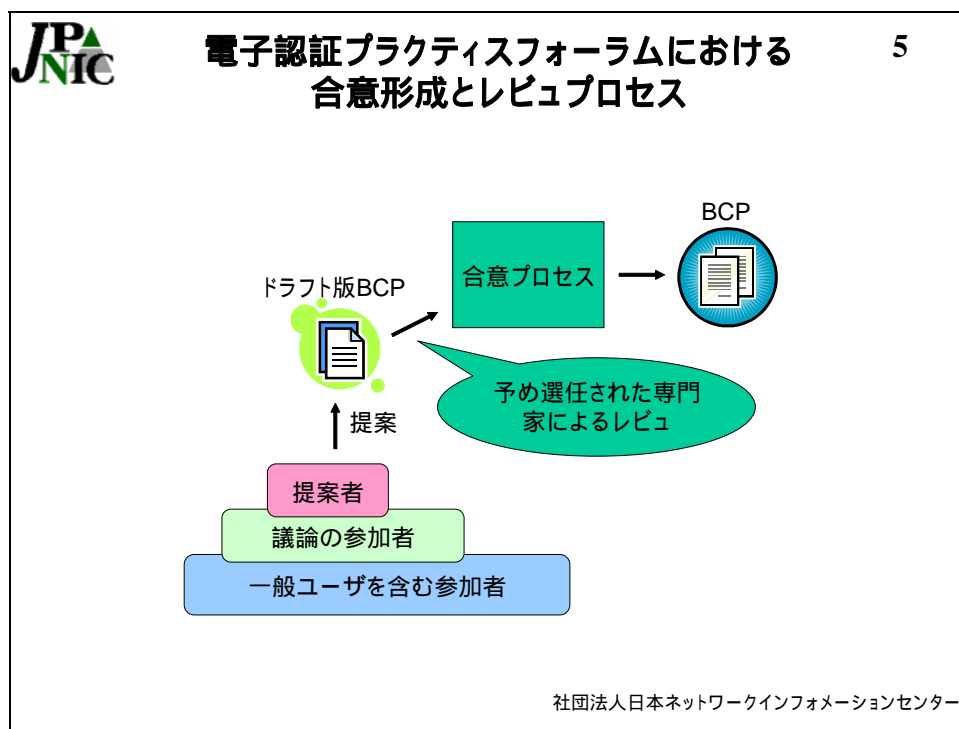 JPNIC
電子認証プラクティスフォーラムにおける
合意形成とレビュプロセス
5
BCP
合意プロセス
ドラフト版BCP
予め選任された専門
家によるレビュ
提案
提案者
議論の参加者
一般ユーザを含む参加者
社団法人日本ネットワークインフォメーションセンター